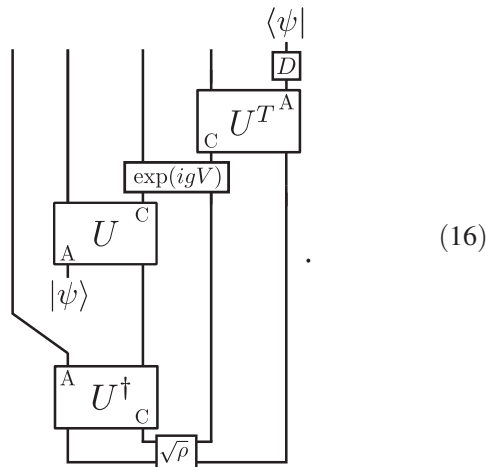 ⟨ψ|
D
A
U^T
C
exp(igV)
C
U
A
(16)
.
|ψ⟩
A
U^†
C
√ρ